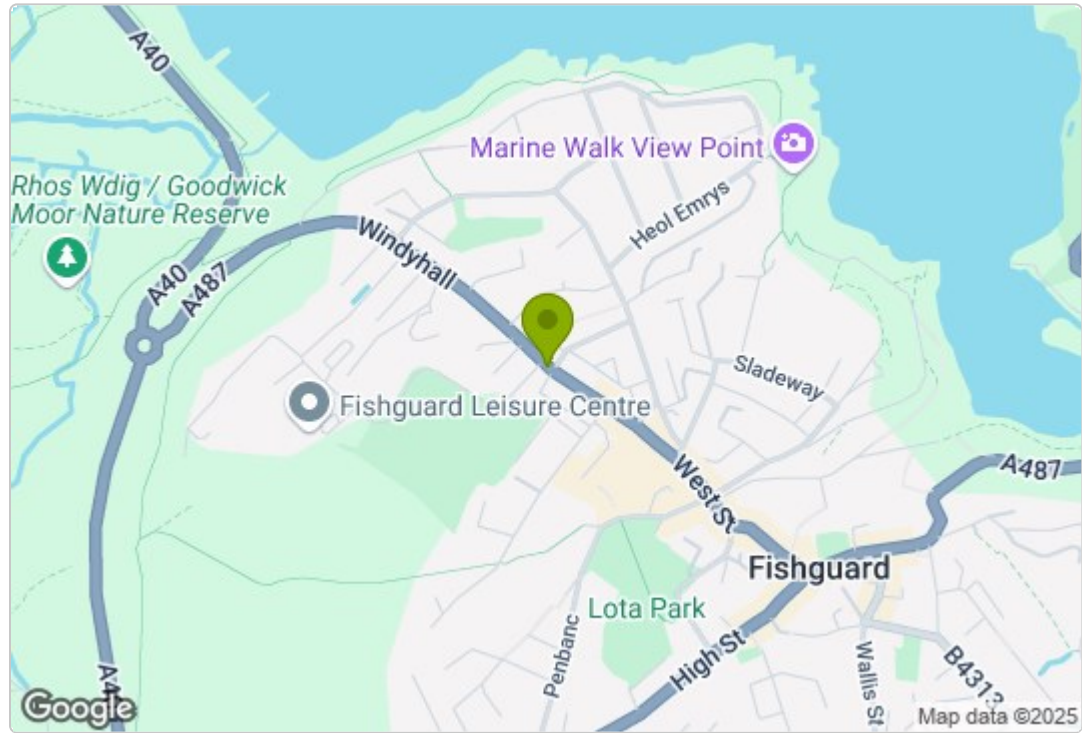 A40
Marine Walk View Point
Rhos Wdig / Goodwick
Moor Nature Reserve
Heol Emrys
Windyhall
A40
A487
Sladeway
Fishguard Leisure Centre
West St
A487
Fishguard
Lota Park
Penbanc
High St
Wallis St
B4313
Google
Map data ©2025